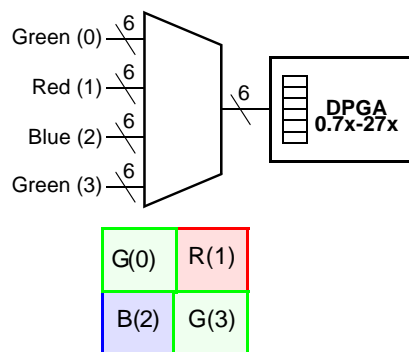 Green (0)
6
Red (1)
6
Blue (2)
6
Green (3)
6
6
DPGA
0.7x-27x
G(0)
R(1)
B(2)
G(3)